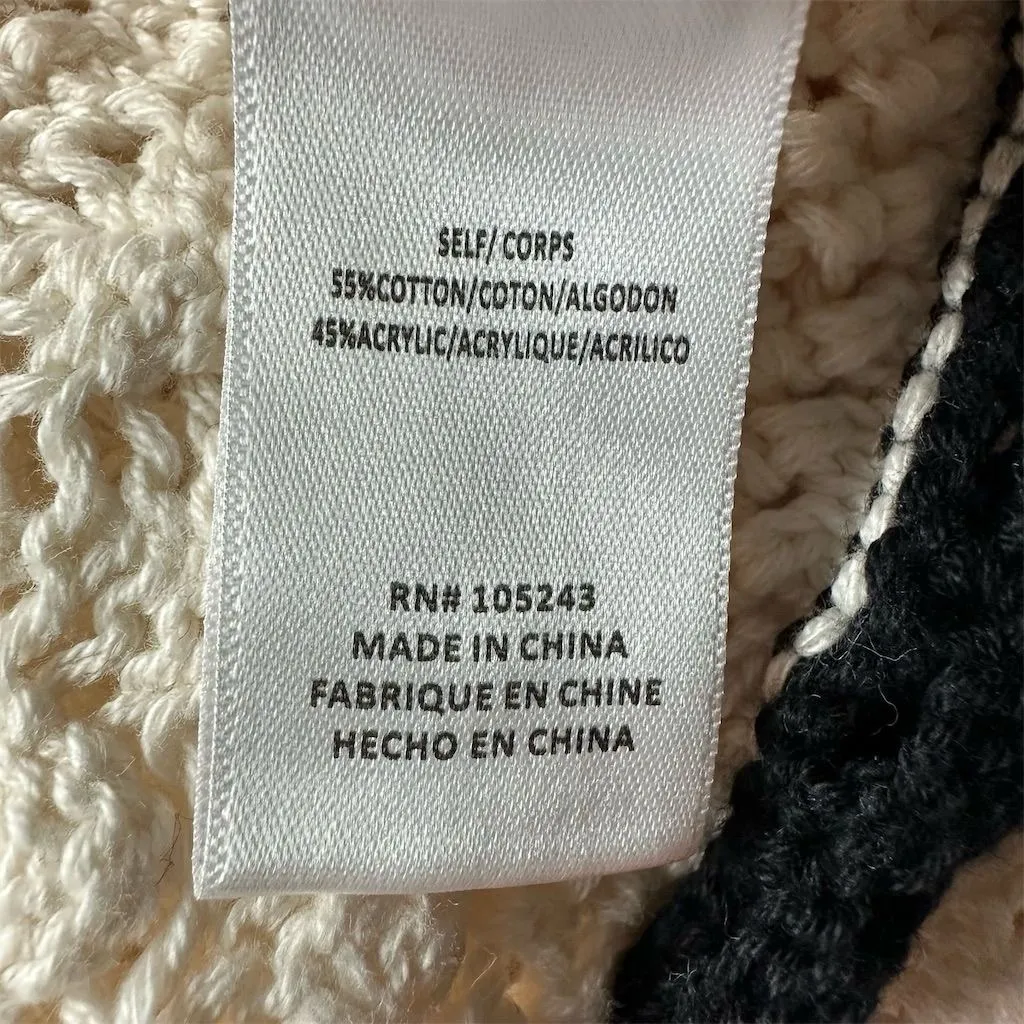 SELF/ CORPS
55%COTTON/COTON/ALGODON
45%ACRYLIC/ACRYLIQUE/ACRILICO
RN# 105243
MADE IN CHINA
FABRIQUE EN CHINE
HECHO EN CHINA